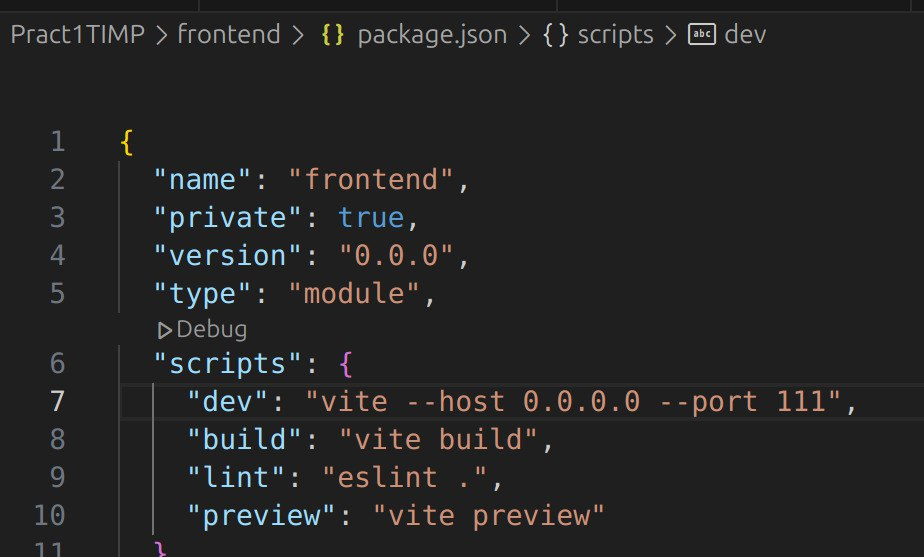 Pract1TIMP > frontend > {} package.json > {} scripts > abc dev
1 {
2 "name": "frontend",
3 "private": true,
4 "version": "0.0.0",
5 "type": "module",
Debug
6 "scripts": {
7 "dev": "vite --host 0.0.0.0 --port 111",
8 "build": "vite build",
9 "lint": "eslint .",
10 "preview": "vite preview"
11 }